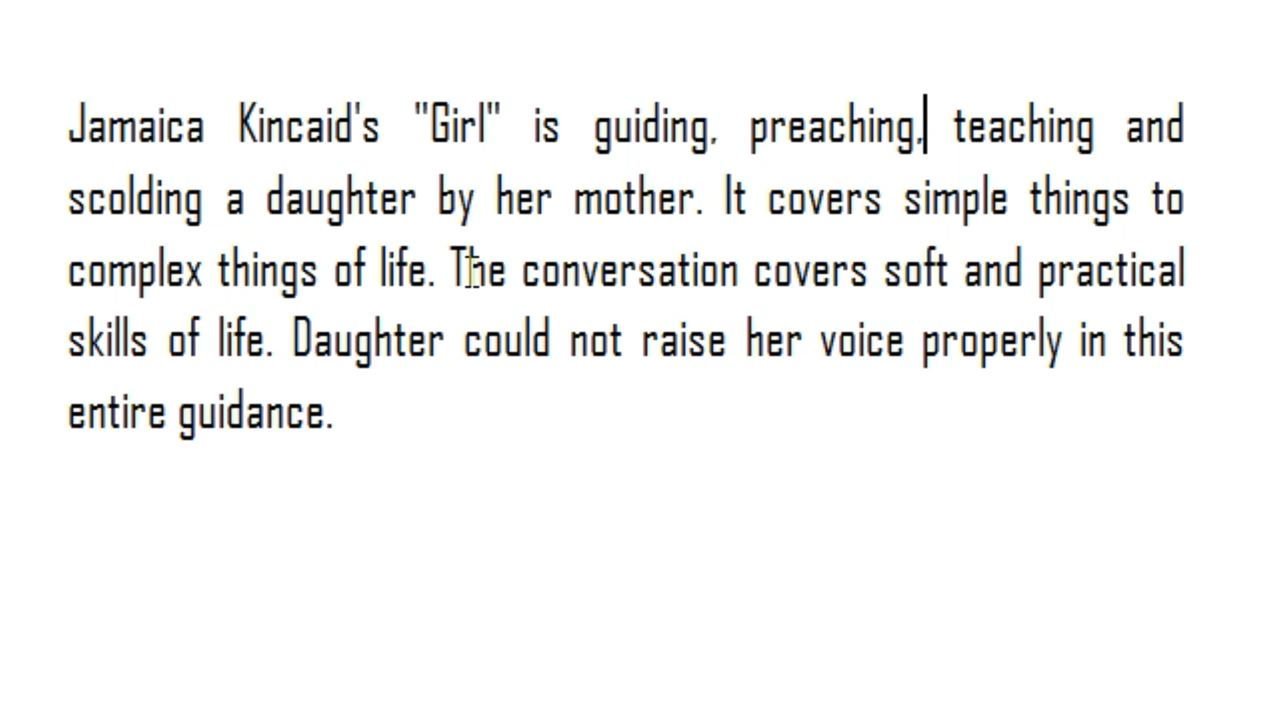 Jamaica Kincaid's "Girl" is guiding, preaching, teaching and
scolding a daughter by her mother. It covers simple things to
complex things of life. The conversation covers soft and practical
skills of life. Daughter could not raise her voice properly in this
entire guidance.